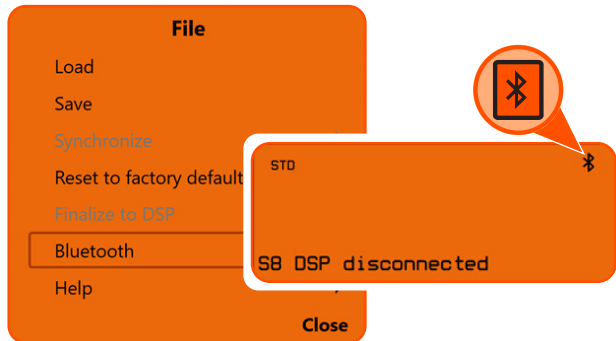 File
Load
Save
Synchronize
Reset to factory default
Finalize to DSP
Bluetooth
Help
Close
STD
S8 DSP disconnected